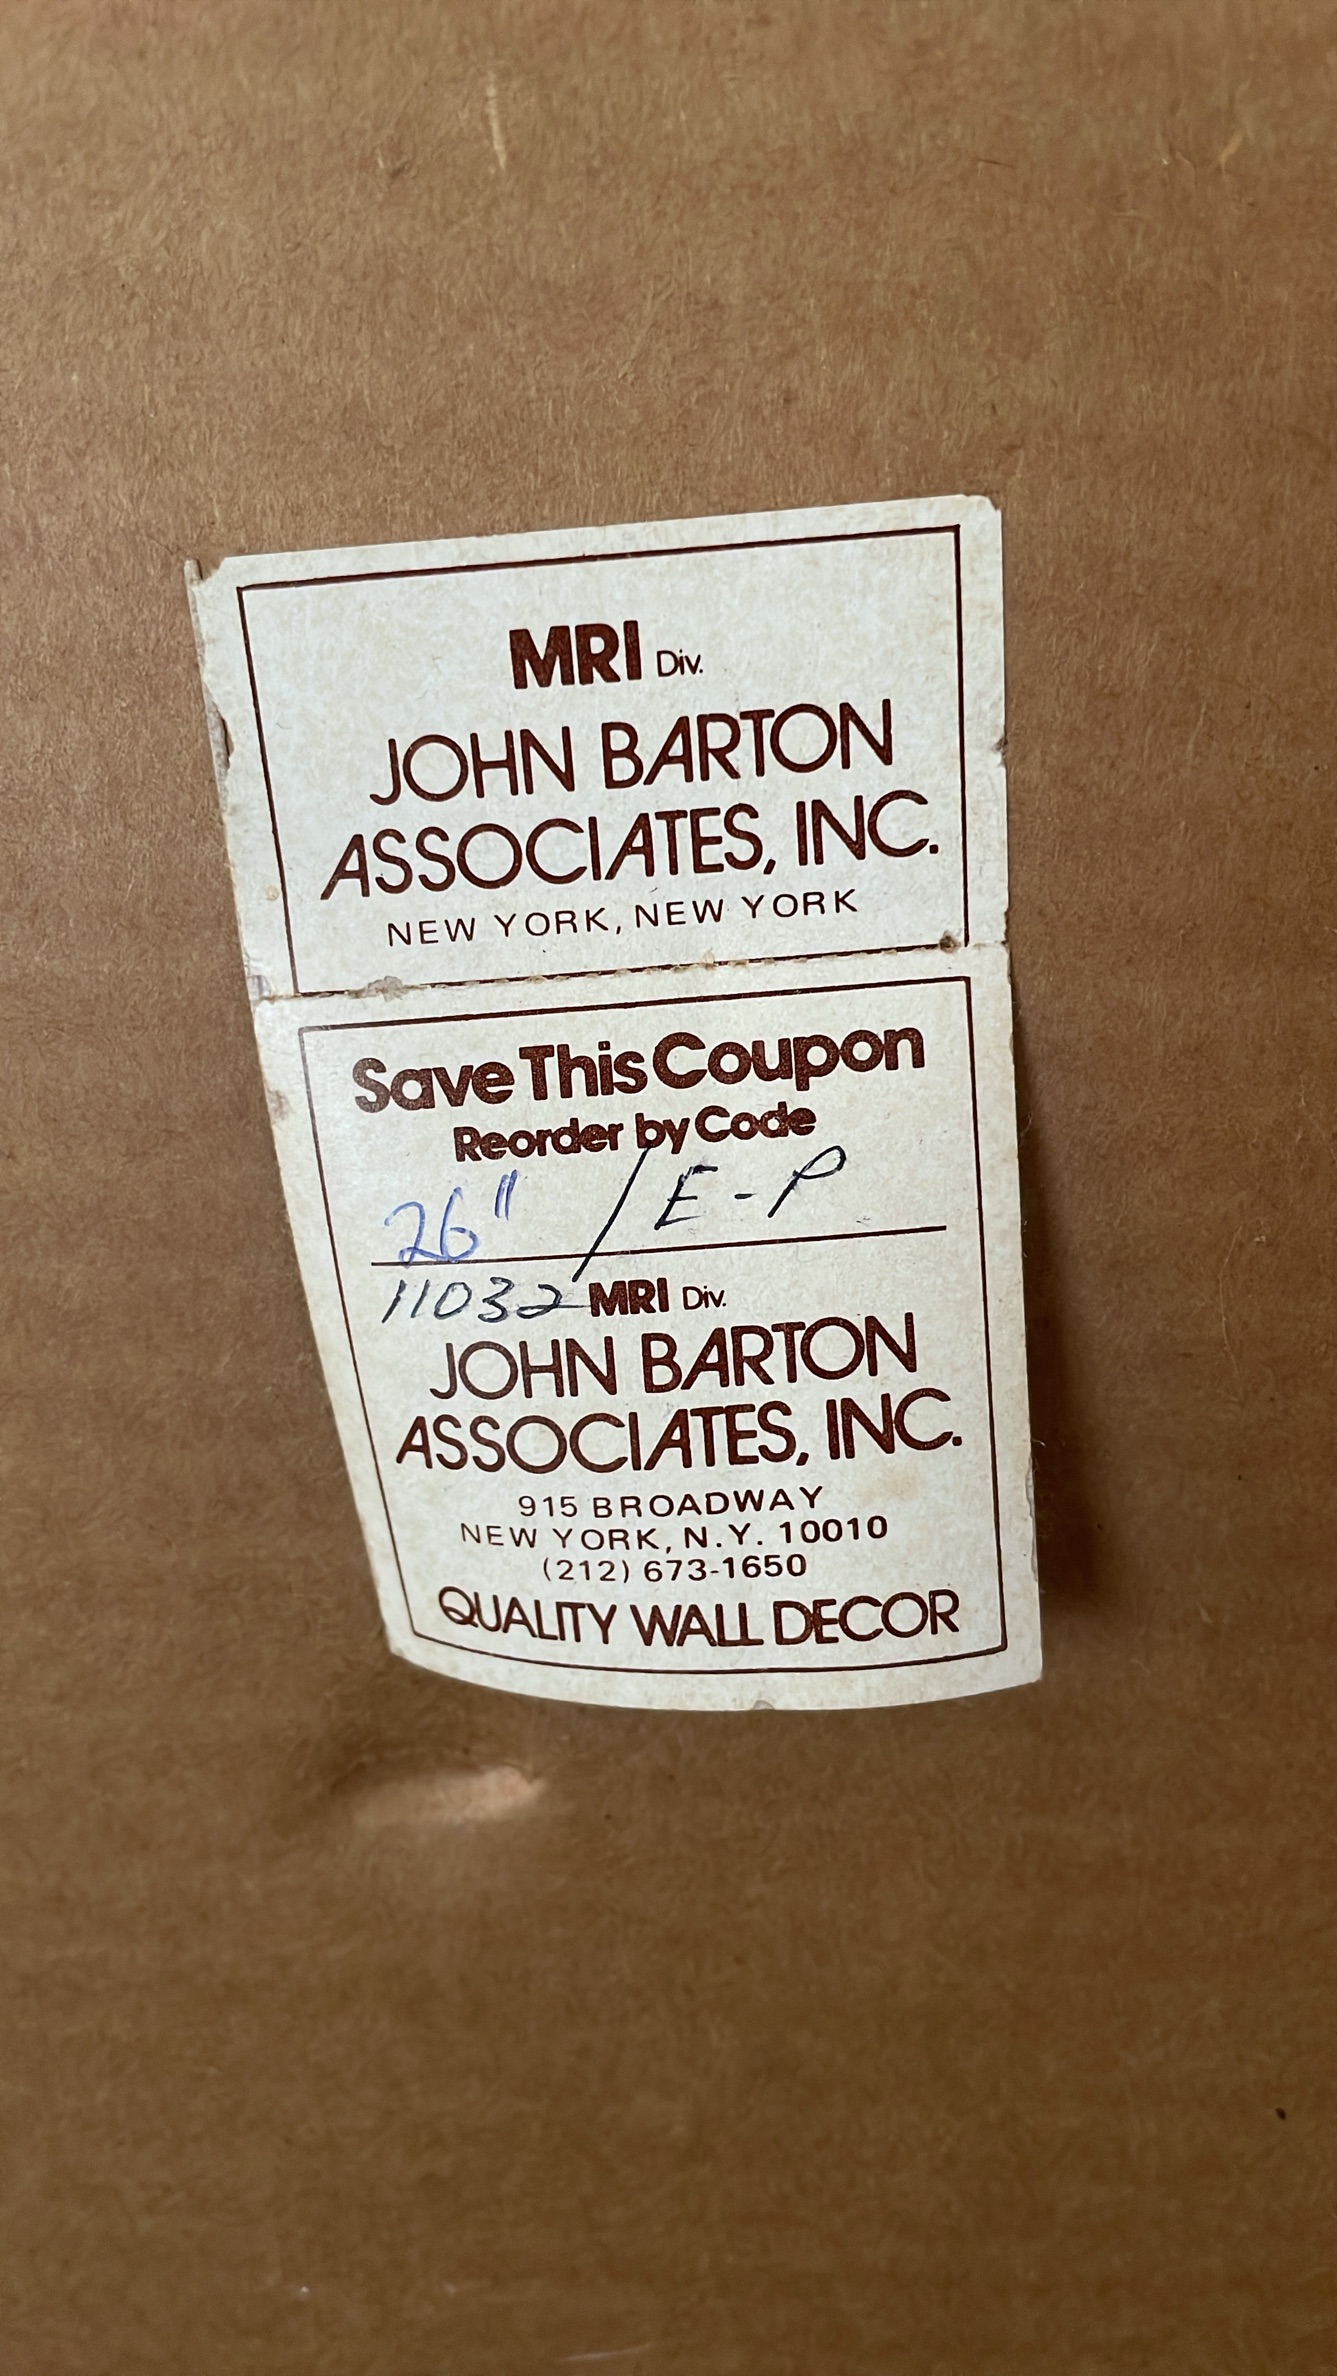 MRI Div.
JOHN BARTON
ASSOCIATES, INC.
NEW YORK, NEW YORK
Save This Coupon
Reorder by Code
26" / E-P
11032 MRI Div.
JOHN BARTON
ASSOCIATES, INC.
915 BROADWAY
NEW YORK, N.Y. 10010
(212) 673-1650
QUALITY WALL DECOR